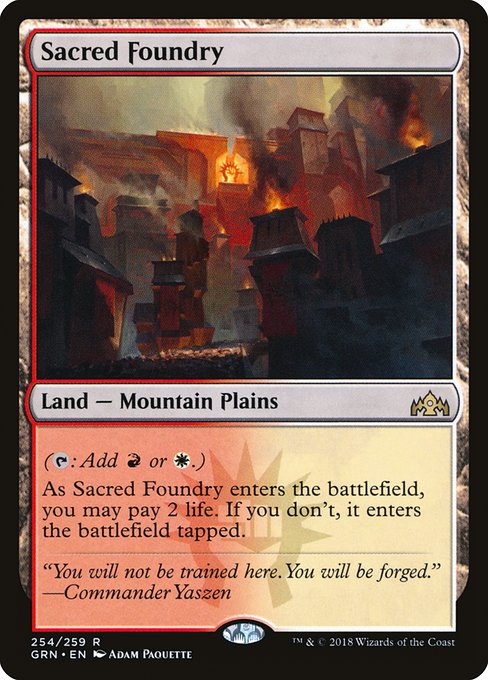 Sacred Foundry
Land — Mountain Plains
(T: Add R or W.)
As Sacred Foundry enters the battlefield,
you may pay 2 life. If you don't, it enters
the battlefield tapped.
“You will not be trained here. You will be forged.”
—Commander Yaszen
254/259 R
GRN • EN Adam Paquette
™ & © 2018 Wizards of the Coast